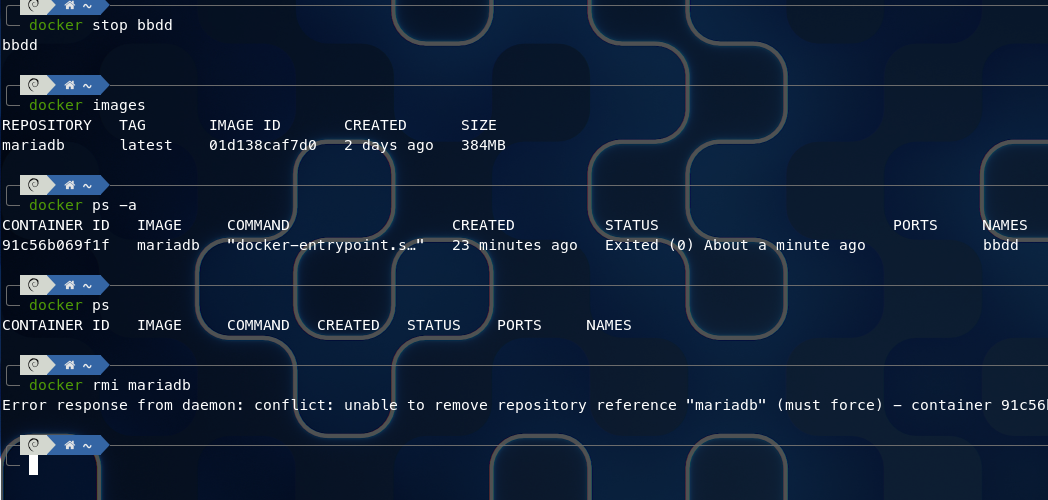 ~
docker stop bbdd
bbdd
~
docker images
REPOSITORY   TAG       IMAGE ID       CREATED      SIZE
mariadb      latest    01d138caf7d0   2 days ago   384MB
~
docker ps -a
CONTAINER ID   IMAGE     COMMAND                  CREATED          STATUS                          PORTS     NAMES
91c56b069f1f   mariadb   "docker-entrypoint.s…"   23 minutes ago   Exited (0) About a minute ago             bbdd
~
docker ps
CONTAINER ID   IMAGE     COMMAND   CREATED   STATUS    PORTS     NAMES
~
docker rmi mariadb
Error response from daemon: conflict: unable to remove repository reference "mariadb" (must force) - container 91c56
~